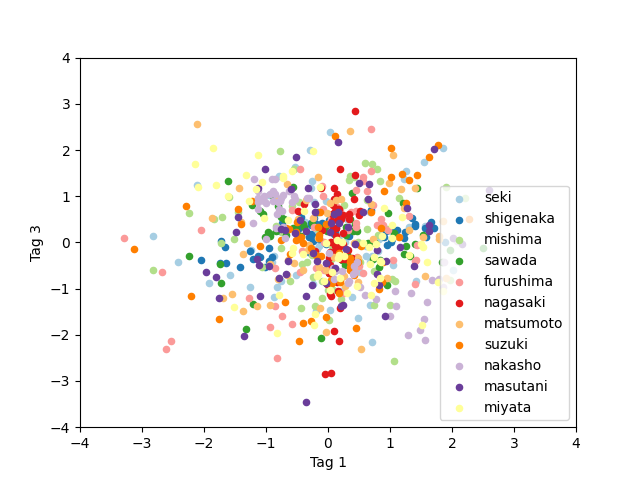 4
3
2
1
0
−1
−2
−3
−4
Tag 3
−4
−3
−2
−1
0
1
2
3
4
Tag 1
seki
shigenaka
mishima
sawada
furushima
nagasaki
matsumoto
suzuki
nakasho
masutani
miyata